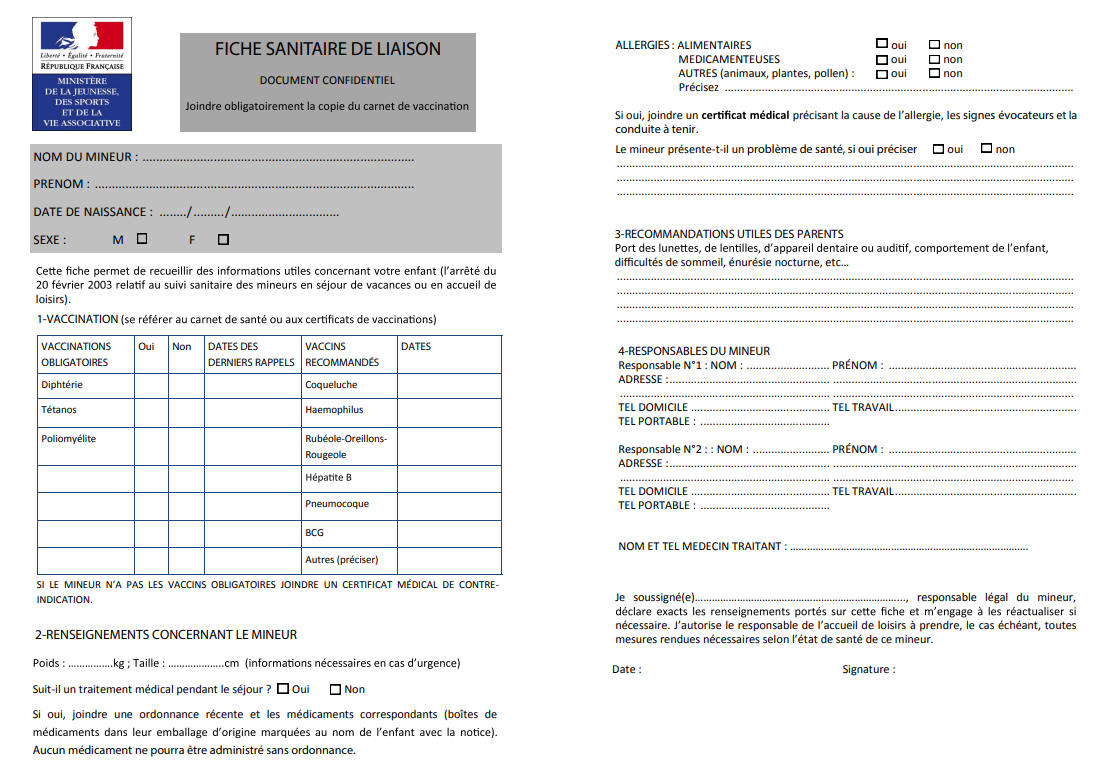 Liberté • Égalité • Fraternité
RÉPUBLIQUE FRANÇAISE
MINISTÈRE
DE LA JEUNESSE,
DES SPORTS
ET DE LA
VIE ASSOCIATIVE
FICHE SANITAIRE DE LIAISON
DOCUMENT CONFIDENTIEL
Joindre obligatoirement la copie du carnet de vaccination
NOM DU MINEUR : ................................................................................
PRENOM : ................................................................................................
DATE DE NAISSANCE : ......../......../.................................
SEXE : M ☐ F ☐
Cette fiche permet de recueillir des informations utiles concernant votre enfant (l'arrêté du
20 février 2003 relatif au suivi sanitaire des mineurs en séjour de vacances ou en accueil de
loisirs).
1-VACCINATION (se référer au carnet de santé ou aux certificats de vaccinations)
VACCINATIONS OBLIGATOIRES Oui Non DATES DES DERNIERS RAPPELS VACCINS RECOMMANDÉS DATES
Diphtérie Coqueluche
Tétanos Haemophilus
Poliomyélite Rubéole-Oreillons-
Rougeole
Hépatite B
Pneumocoque
BCG
Autres (préciser)
SI LE MINEUR N'A PAS LES VACCINS OBLIGATOIRES JOINDRE UN CERTIFICAT MÉDICAL DE CONTRE-
INDICATION.
2-RENSEIGNEMENTS CONCERNANT LE MINEUR
Poids : ...............kg ; Taille : ...................cm (informations nécessaires en cas d'urgence)
Suit-il un traitement médical pendant le séjour ? ☐ Oui ☐ Non
Si oui, joindre une ordonnance récente et les médicaments correspondants (boîtes de
médicaments dans leur emballage d'origine marquées au nom de l'enfant avec la notice).
Aucun médicament ne pourra être administré sans ordonnance.
ALLERGIES : ALIMENTAIRES ☐ oui ☐ non
MEDICAMENTEUSES ☐ oui ☐ non
AUTRES (animaux, plantes, pollen) : ☐ oui ☐ non
Précisez ................................................................................................
Si oui, joindre un certificat médical précisant la cause de l'allergie, les signes évocateurs et la
conduite à tenir.
Le mineur présente-t-il un problème de santé, si oui préciser ☐ oui ☐ non
................................................................................................
................................................................................................
................................................................................................
3-RECOMMANDATIONS UTILES DES PARENTS
Port des lunettes, de lentilles, d'appareil dentaire ou auditif, comportement de l'enfant,
difficultés de sommeil, énurésie nocturne, etc…
................................................................................................
................................................................................................
................................................................................................
................................................................................................
4-RESPONSABLES DU MINEUR
Responsable N°1 : NOM : ......................... PRÉNOM : .........................................................
ADRESSE :................................................................................................
................................................................................................
TEL DOMICILE .......................................... TEL TRAVAIL.......................................................
TEL PORTABLE : .......................................
Responsable N°2 : : NOM : ......................... PRÉNOM : .........................................................
ADRESSE :................................................................................................
................................................................................................
TEL DOMICILE .......................................... TEL TRAVAIL.......................................................
TEL PORTABLE : .......................................
NOM ET TEL MEDECIN TRAITANT : ........................................................................
Je soussigné(e)................................................................, responsable légal du mineur,
déclare exacts les renseignements portés sur cette fiche et m'engage à les réactualiser si
nécessaire. J'autorise le responsable de l'accueil de loisirs à prendre, le cas échéant, toutes
mesures rendues nécessaires selon l'état de santé de ce mineur.
Date : Signature :